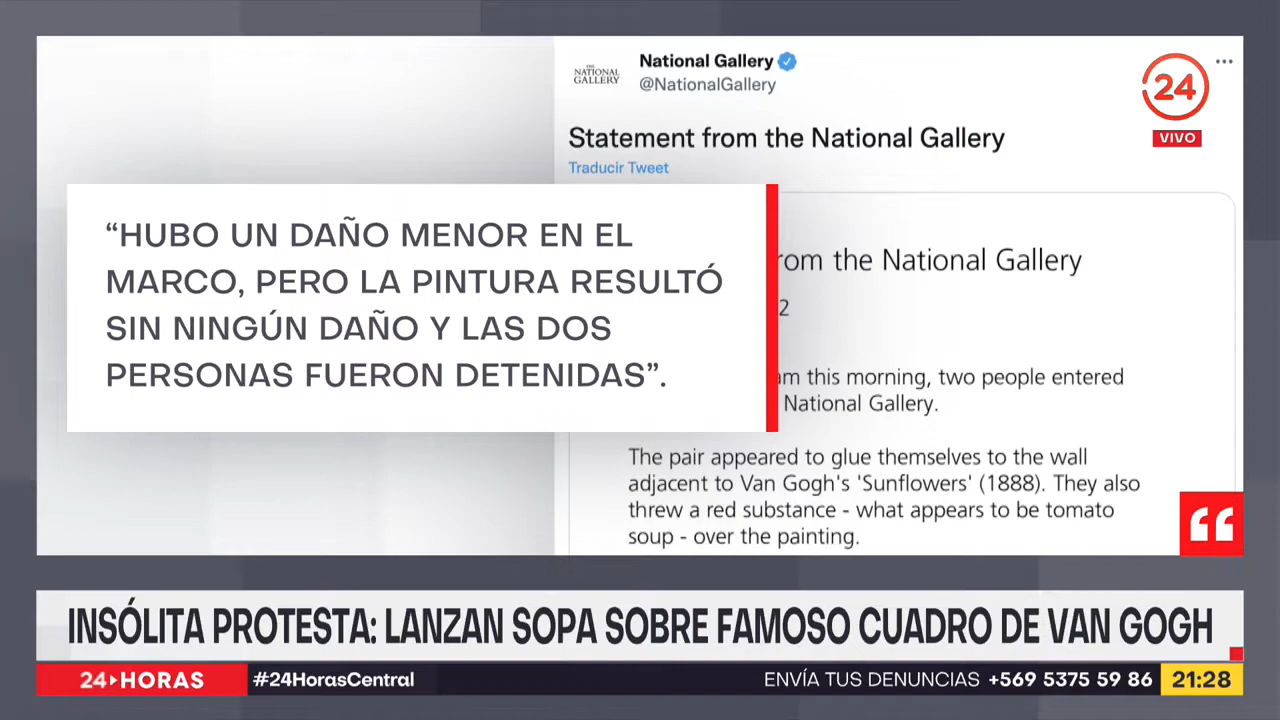 THE
NATIONAL
GALLERY
National Gallery
@NationalGallery
24
VIVO
Statement from the National Gallery
Traducir Tweet
“HUBO UN DAÑO MENOR EN EL
MARCO, PERO LA PINTURA RESULTÓ
SIN NINGÚN DAÑO Y LAS DOS
PERSONAS FUERON DETENIDAS”.
rom the National Gallery
2
am this morning, two people entered
National Gallery.
The pair appeared to glue themselves to the wall
adjacent to Van Gogh's 'Sunflowers' (1888). They also
threw a red substance - what appears to be tomato
soup - over the painting.
INSÓLITA PROTESTA: LANZAN SOPA SOBRE FAMOSO CUADRO DE VAN GOGH
24 HORAS
#24HorasCentral
ENVÍA TUS DENUNCIAS +569 5375 59 86
21:28